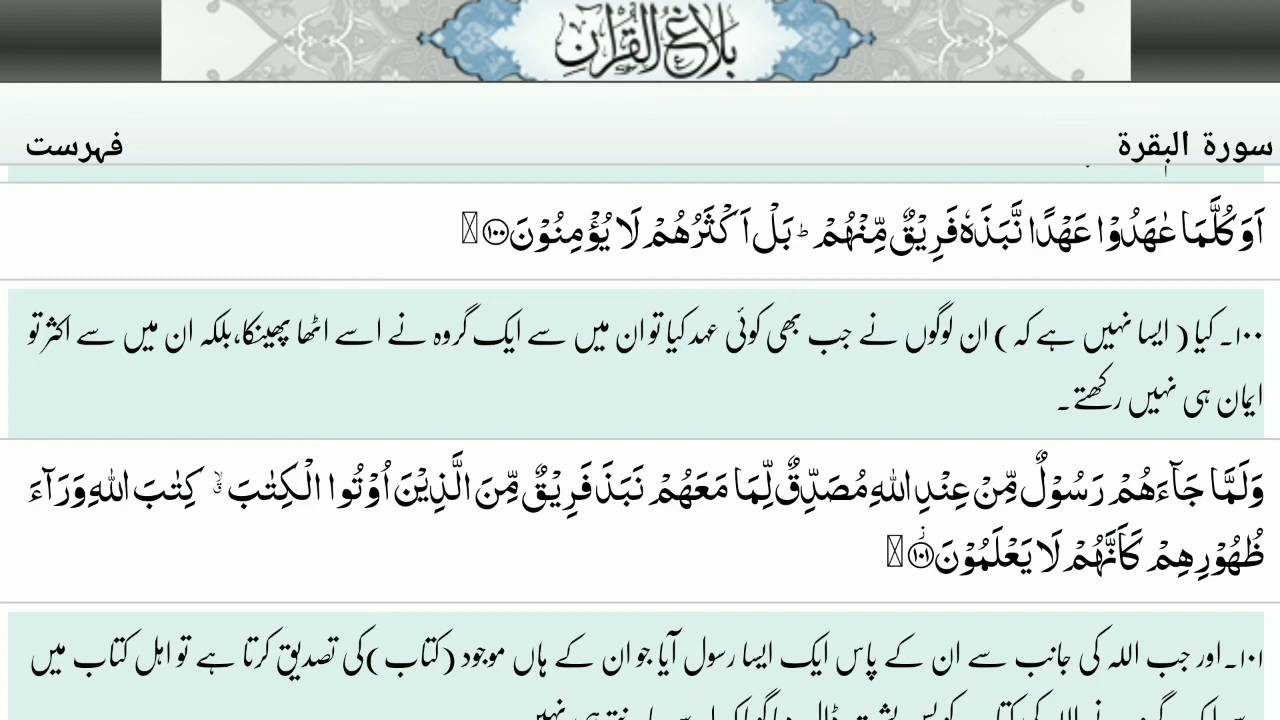 بلاغ القرآن
سورة البقرة
فہرست
اَوَکُلَّمَا عٰہَدُوۡا عَہۡدًا نَّبَذَہٗ فَرِیۡقٌ مِّنۡہُمۡ ؕ بَلۡ اَکۡثَرُہُمۡ لَا یُؤۡمِنُوۡنَ﴿۱۰۰﴾
۱۰۰۔ کیا ( ایسا نہیں ہے کہ ) ان لوگوں نے جب بھی کوئی عہد کیا تو ان میں سے ایک گروہ نے اسے اٹھا پھینکا، بلکہ ان میں سے اکثر تو
ایمان ہی نہیں رکھتے۔
وَلَمَّا جَآءَہُمۡ رَسُوۡلٌ مِّنۡ عِنۡدِ اللّٰہِ مُصَدِّقٌ لِّمَا مَعَہُمۡ نَبَذَ فَرِیۡقٌ مِّنَ الَّذِیۡنَ اُوۡتُوا الۡکِتٰبَ ٭ۙ کِتٰبَ اللّٰہِ وَرَآءَ
ظُہُوۡرِہِمۡ کَاَنَّہُمۡ لَا یَعۡلَمُوۡنَ﴿۱۰۱﴾۫
۱۰۱۔ اور جب اللہ کی جانب سے ان کے پاس ایک ایسا رسول آیا جو ان کے ہاں موجود (کتاب )کی تصدیق کرتا ہے تو اہل کتاب میں